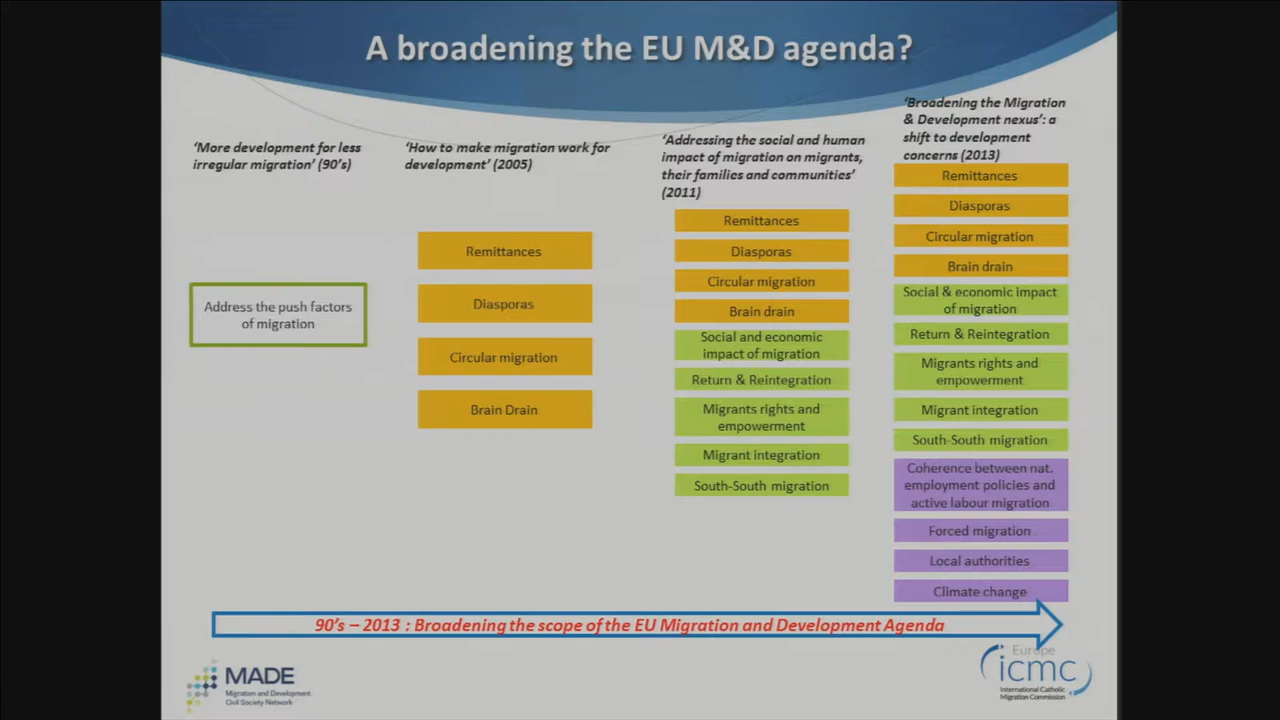 A broadening the EU M&D agenda?
'More development for less
irregular migration' (90's)
Address the push factors
of migration
'How to make migration work for
development' (2005)
Remittances
Diasporas
Circular migration
Brain Drain
'Addressing the social and human
impact of migration on migrants,
their families and communities'
(2011)
Remittances
Diasporas
Circular migration
Brain drain
Social and economic
impact of migration
Return & Reintegration
Migrants rights and
empowerment
Migrant integration
South-South migration
'Broadening the Migration
& Development nexus': a
shift to development
concerns (2013)
Remittances
Diasporas
Circular migration
Brain drain
Social & economic impact
of migration
Return & Reintegration
Migrants rights and
empowerment
Migrant integration
South-South migration
Coherence between nat.
employment policies and
active labour migration
Forced migration
Local authorities
Climate change
90's – 2013 : Broadening the scope of the EU Migration and Development Agenda
MADE
Migration and Development
Civil Society Network
Europe
icmc
International Catholic
Migration Commission